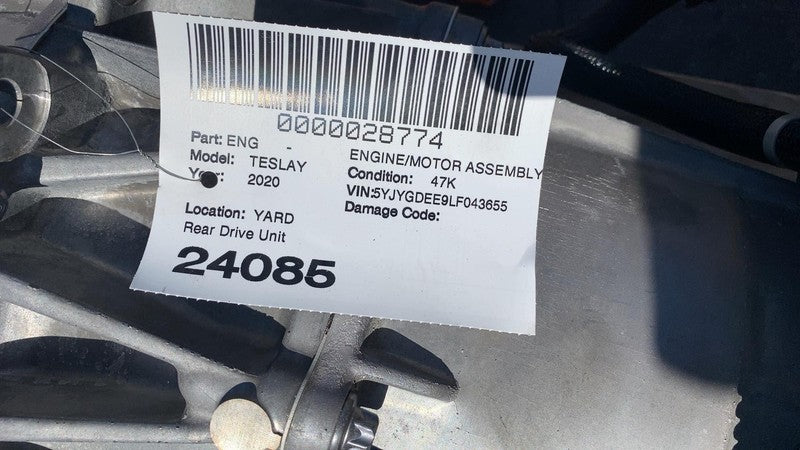 0000028774
Part: ENG -
ENGINE/MOTOR ASSEMBLY
Model: TESLAY
Condition: 47K
2020
VIN:5YJYGDEE9LF043655
Damage Code:
Location: YARD
Rear Drive Unit
24085